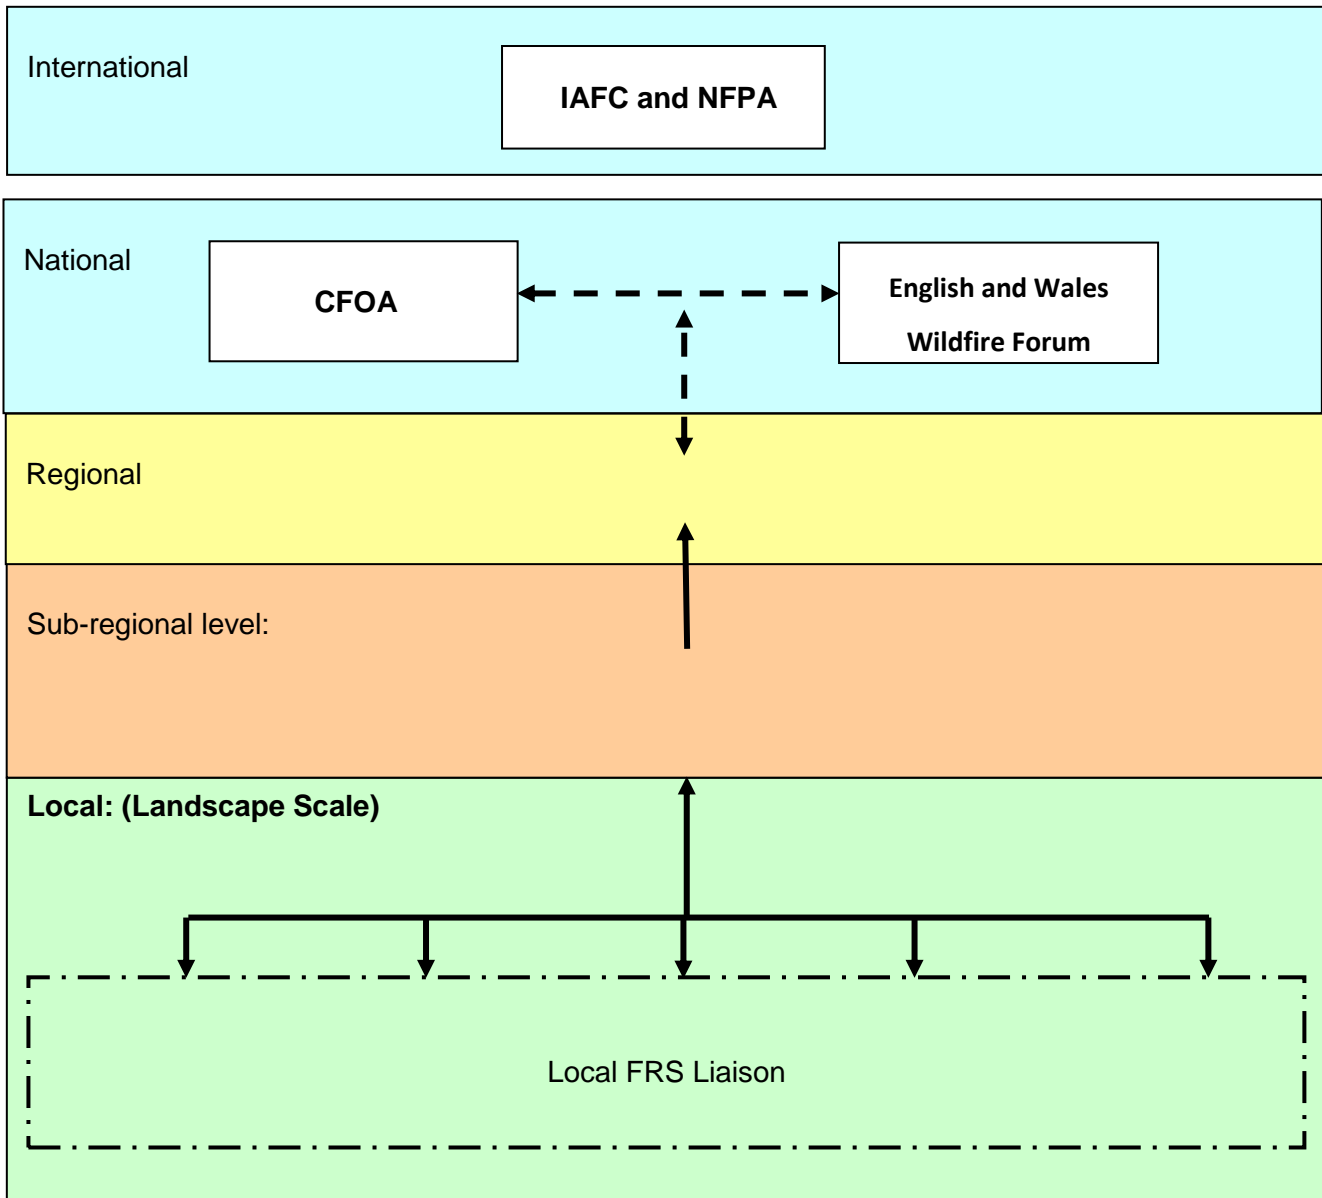 International
IAFC and NFPA
National
CFOA
English and Wales
Wildfire Forum
Regional
Sub-regional level:
Local: (Landscape Scale)
Local FRS Liaison